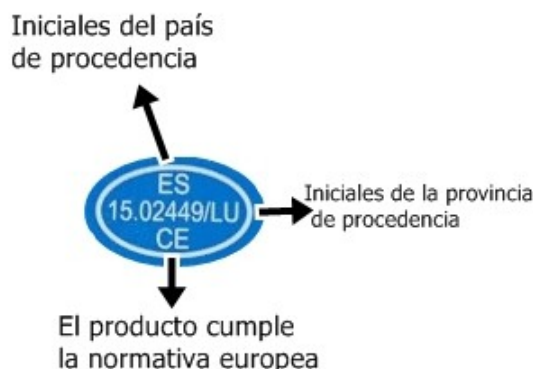 Iniciales del país
de procedencia
ES
15.02449/LU
CE
Iniciales de la provincia
de procedencia
El producto cumple
la normativa europea